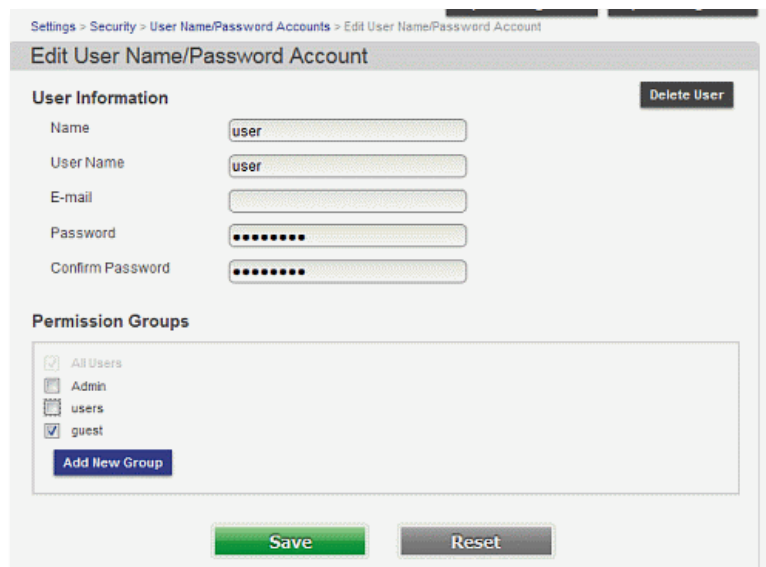 Settings > Security > User Name/Password Accounts > Edit User Name/Password Account
Edit User Name/Password Account
User Information
Delete User
Name
user
User Name
user
E-mail
Password
••••••••
Confirm Password
••••••••
Permission Groups
All Users
Admin
users
guest
Add New Group
Save
Reset